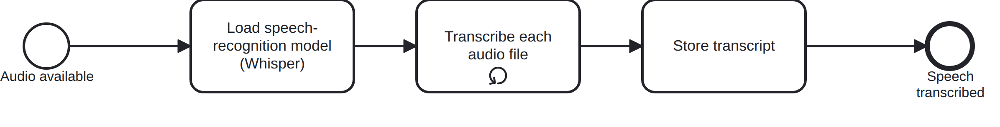 Audio available
Load speech-
recognition model
(Whisper)
Transcribe each
audio file
Store transcript
Speech
transcribed